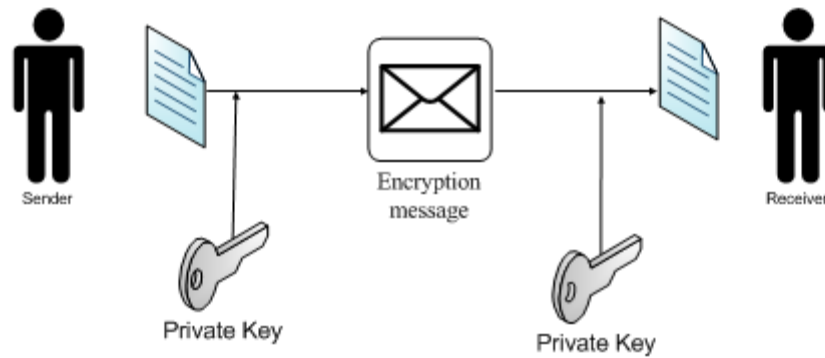 Sender
Encryption
message
Receiver
Private Key
Private Key